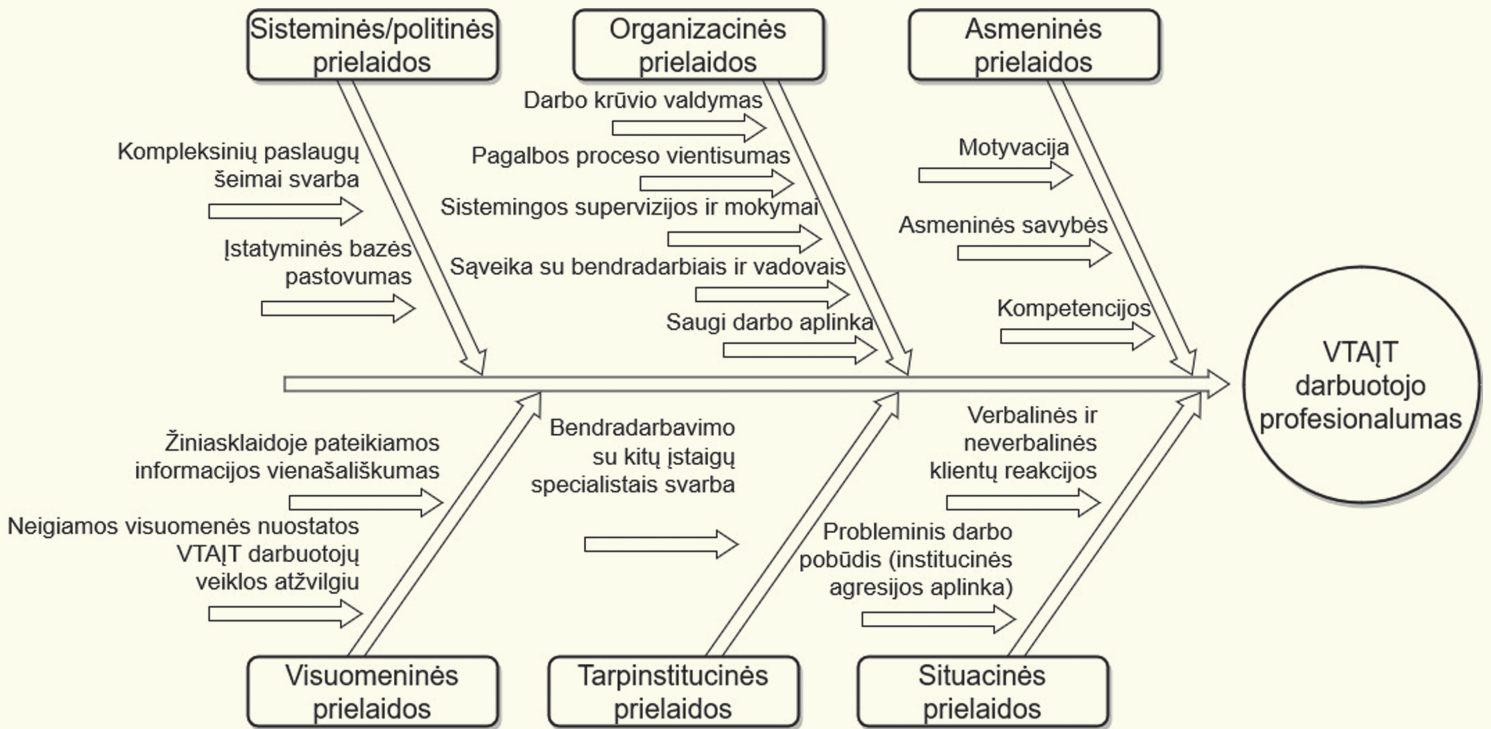 Sisteminės/politinės
prielaidos
Organizacinės
prielaidos
Asmeninės
prielaidos
Kompleksinių paslaugų
šeimai svarba
Įstatyminės bazės
pastovumas
Darbo krūvio valdymas
Pagalbos proceso vientisumas
Sistemingos supervizijos ir mokymai
Sąveika su bendradarbiais ir vadovais
Saugi darbo aplinka
Motyvacija
Asmeninės savybės
Kompetencijos
VTAĮT
darbuotojo
profesionalumas
Žiniasklaidoje pateikiamos
informacijos vienašališkumas
Neigiamos visuomenės nuostatos
VTAĮT darbuotojų
veiklos atžvilgiu
Bendradarbavimo
su kitų įstaigų
specialistais svarba
Verbalinės ir
neverbalinės
klientų reakcijos
Probleminis darbo
pobūdis (institucinės
agresijos aplinka)
Visuomeninės
prielaidos
Tarpinstitucinės
prielaidos
Situacinės
prielaidos